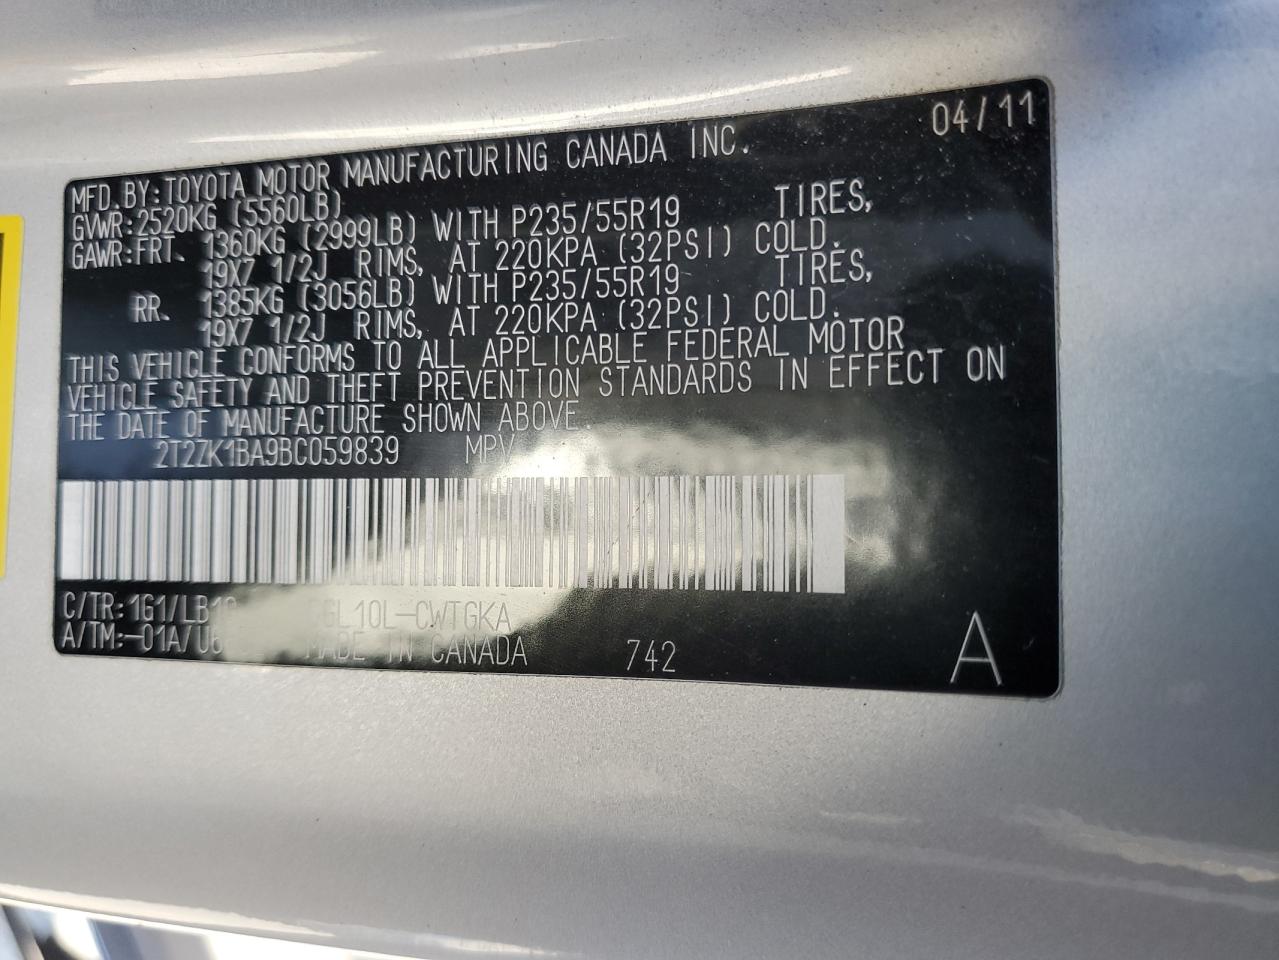 04/11
MFD.BY:TOYOTA MOTOR MANUFACTURING CANADA INC.
GVWR:2520KG (5560LB)
GAWR:FRT. 1360KG (2999LB) WITH P235/55R19 TIRES,
19X7 1/2J RIMS, AT 220KPA (32PSI) COLD.
RR. 1385KG (3056LB) WITH P235/55R19 TIRES,
19X7 1/2J RIMS, AT 220KPA (32PSI) COLD.
THIS VEHICLE CONFORMS TO ALL APPLICABLE FEDERAL MOTOR
VEHICLE SAFETY AND THEFT PREVENTION STANDARDS IN EFFECT ON
THE DATE OF MANUFACTURE SHOWN ABOVE.
2T2ZK1BA9BC059839 MPV
C/TR:1G1/
A/TM:-01A/ MADE IN CANADA 742 A